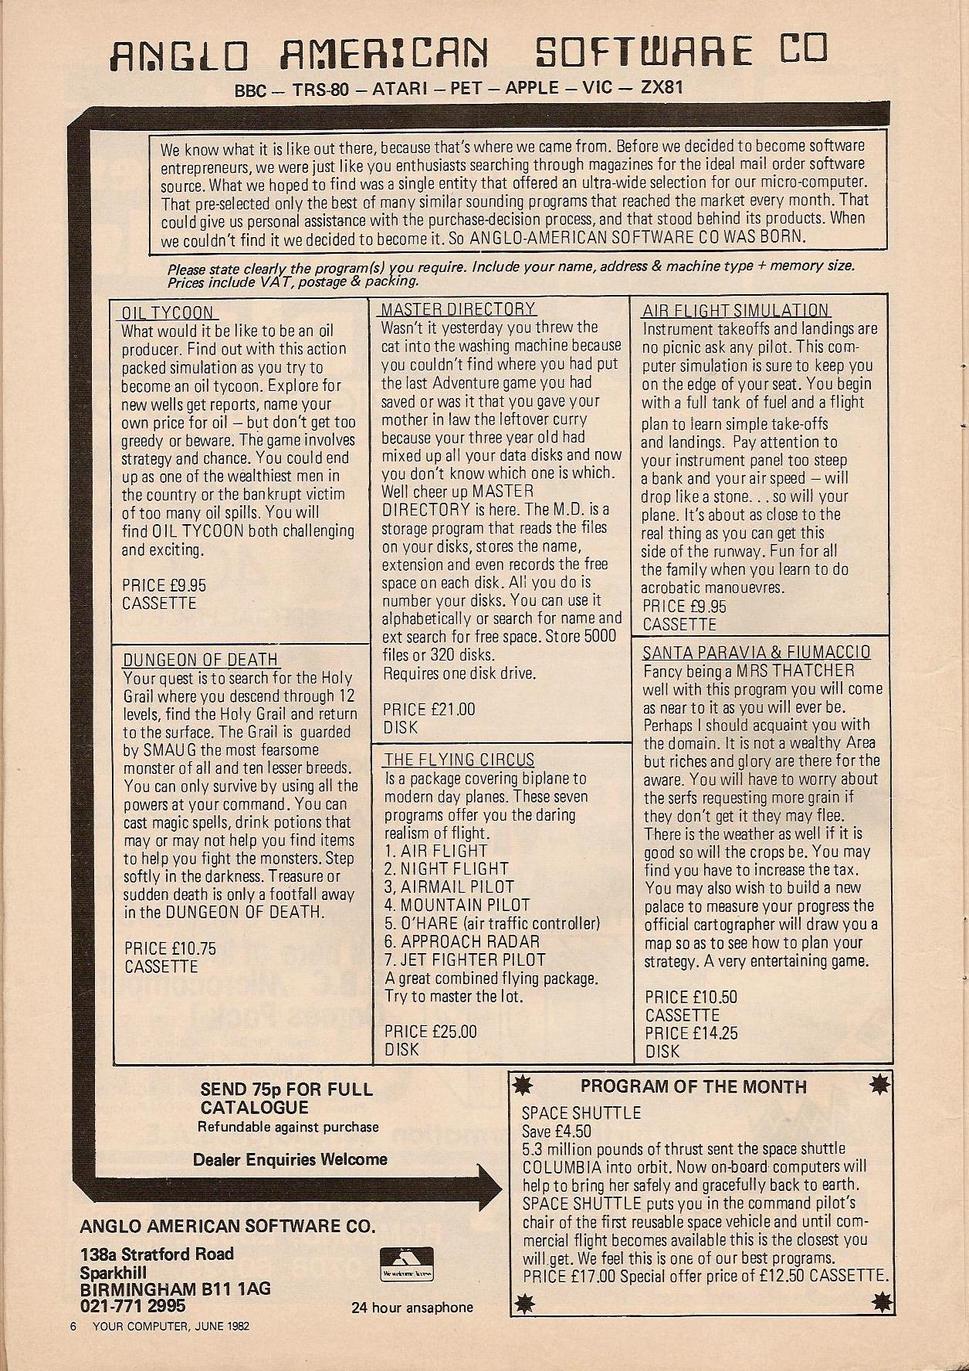 ANGLO AMERICAN SOFTWARE CO
BBC — TRS-80 — ATARI — PET — APPLE — VIC — ZX81
We know what it is like out there, because that's where we came from. Before we decided to become software
entrepreneurs, we were just like you enthusiasts searching through magazines for the ideal mail order software
source. What we hoped to find was a single entity that offered an ultra-wide selection for our micro-computer.
That pre-selected only the best of many similar sounding programs that reached the market every month. That
could give us personal assistance with the purchase-decision process, and that stood behind its products. When
we couldn't find it we decided to become it. So ANGLO-AMERICAN SOFTWARE CO WAS BORN.
Please state clearly the program(s) you require. Include your name, address & machine type + memory size.
Prices include VAT, postage & packing.
OIL TYCOON
What would it be like to be an oil
producer. Find out with this action
packed simulation as you try to
become an oil tycoon. Explore for
new wells get reports, name your
own price for oil — but don't get too
greedy or beware. The game involves
strategy and chance. You could end
up as one of the wealthiest men in
the country or the bankrupt victim
of too many oil spills. You will
find OIL TYCOON both challenging
and exciting.
PRICE £9.95
CASSETTE
DUNGEON OF DEATH
Your quest is to search for the Holy
Grail where you descend through 12
levels, find the Holy Grail and return
to the surface. The Grail is guarded
by SMAUG the most fearsome
monster of all and ten lesser breeds.
You can only survive by using all the
powers at your command. You can
cast magic spells, drink potions that
may or may not help you find items
to help you fight the monsters. Step
softly in the darkness. Treasure or
sudden death is only a footfall away
in the DUNGEON OF DEATH.
PRICE £10.75
CASSETTE
MASTER DIRECTORY
Wasn't it yesterday you threw the
cat into the washing machine because
you couldn't find where you had put
the last Adventure game you had
saved or was it that you gave your
mother in law the leftover curry
because your three year old had
mixed up all your data disks and now
you don't know which one is which.
Well cheer up MASTER
DIRECTORY is here. The M.D. is a
storage program that reads the files
on your disks, stores the name,
extension and even records the free
space on each disk. All you do is
number your disks. You can use it
alphabetically or search for name and
ext search for free space. Store 5000
files or 320 disks.
Requires one disk drive.
PRICE £21.00
DISK
THE FLYING CIRCUS
Is a package covering biplane to
modern day planes. These seven
programs offer you the daring
realism of flight.
1. AIR FLIGHT
2. NIGHT FLIGHT
3, AIRMAIL PILOT
4. MOUNTAIN PILOT
5. O'HARE (air traffic controller)
6. APPROACH RADAR
7. JET FIGHTER PILOT
A great combined flying package.
Try to master the lot.
PRICE £25.00
DISK
AIR FLIGHT SIMULATION
Instrument takeoffs and landings are
no picnic ask any pilot. This com-
puter simulation is sure to keep you
on the edge of your seat. You begin
with a full tank of fuel and a flight
plan to learn simple take-offs
and landings. Pay attention to
your instrument panel too steep
a bank and your air speed — will
drop like a stone. . . so will your
plane. It's about as close to the
real thing as you can get this
side of the runway. Fun for all
the family when you learn to do
acrobatic manouevres.
PRICE £9.95
CASSETTE
SANTA PARAVIA & FIUMACCIO
Fancy being a MRS THATCHER
well with this program you will come
as near to it as you will ever be.
Perhaps I should acquaint you with
the domain. It is not a wealthy Area
but riches and glory are there for the
aware. You will have to worry about
the serfs requesting more grain if
they don't get it they may flee.
There is the weather as well if it is
good so will the crops be. You may
find you have to increase the tax.
You may also wish to build a new
palace to measure your progress the
official cartographer will draw you a
map so as to see how to plan your
strategy. A very entertaining game.
PRICE £10.50
CASSETTE
PRICE £14.25
DISK
SEND 75p FOR FULL
CATALOGUE
Refundable against purchase
Dealer Enquiries Welcome
PROGRAM OF THE MONTH
SPACE SHUTTLE
Save £4.50
5.3 million pounds of thrust sent the space shuttle
COLUMBIA into orbit. Now on-board computers will
help to bring her safely and gracefully back to earth.
SPACE SHUTTLE puts you in the command pilot's
chair of the first reusable space vehicle and until com-
mercial flight becomes available this is the closest you
will get. We feel this is one of our best programs.
PRICE £17.00 Special offer price of £12.50 CASSETTE.
ANGLO AMERICAN SOFTWARE CO.
138a Stratford Road
Sparkhill
BIRMINGHAM B11 1AG
021-771 2995
We welcome Access
24 hour ansaphone
6 YOUR COMPUTER, JUNE 1982